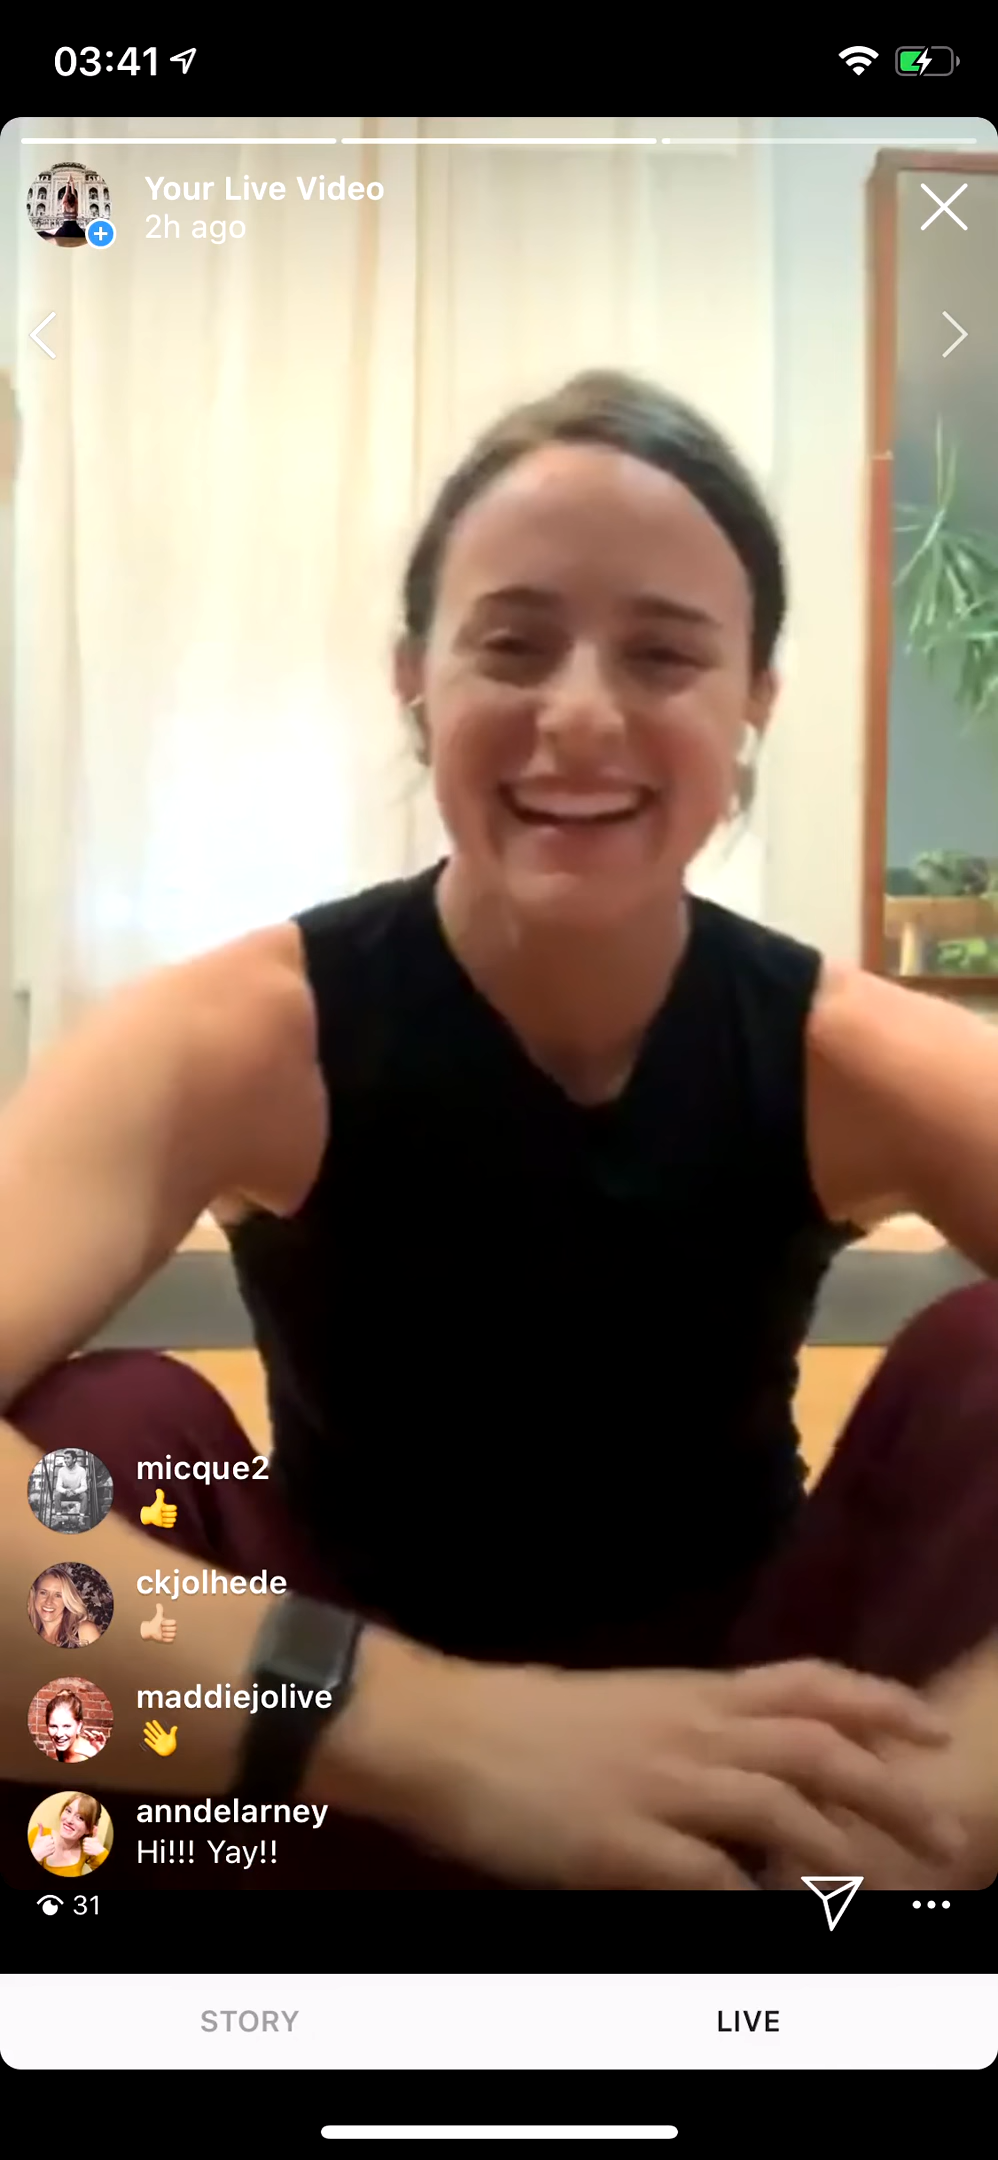 03:41
Your Live Video
2h ago
micque2
👍
ckjolhede
👍🏼
maddiejolive
👋
anndelarney
Hi!!! Yay!!
31
STORY
LIVE